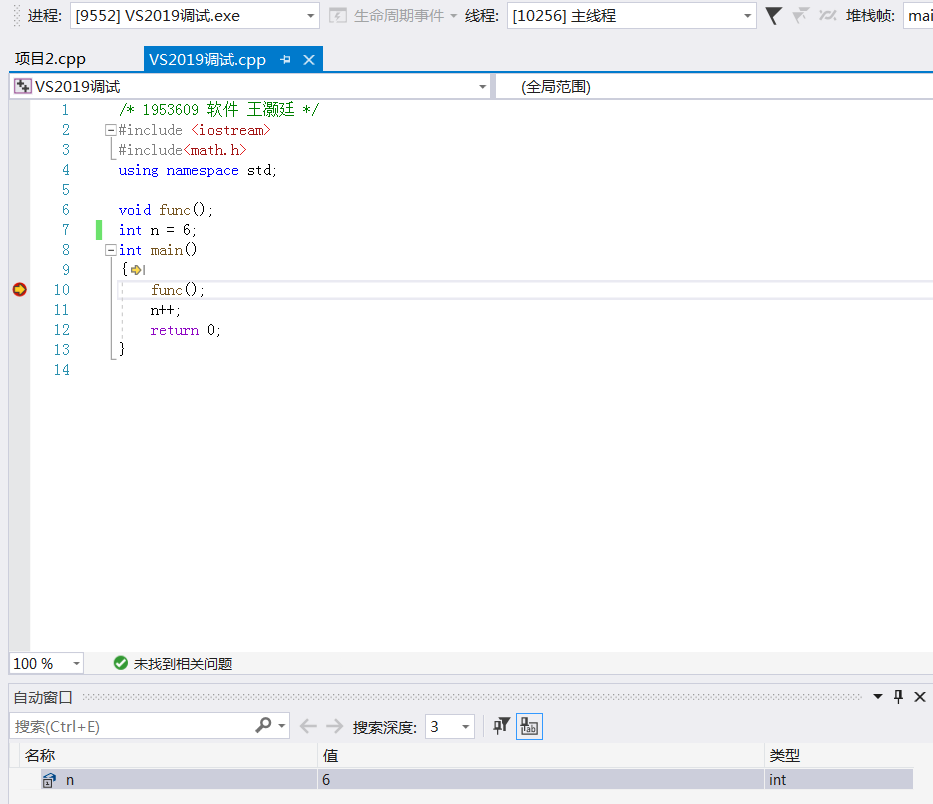 进程: [9552] VS2019调试.exe 生命周期事件 线程: [10256] 主线程 堆栈帧: mai
项目2.cpp VS2019调试.cpp
VS2019调试 (全局范围)
1 /* 1953609 软件 王灏廷 */
2 #include <iostream>
3 #include<math.h>
4 using namespace std;
5
6 void func();
7 int n = 6;
8 int main()
9 {
10 func();
11 n++;
12 return 0;
13 }
14
100 % 未找到相关问题
自动窗口
搜索(Ctrl+E) 搜索深度: 3
名称 值 类型
n 6 int